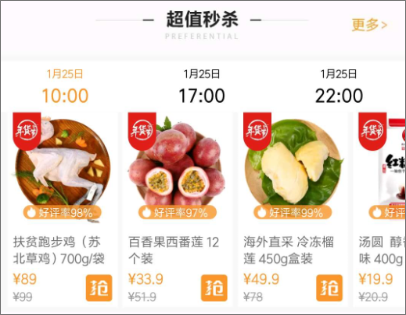 超值秒杀
更多>
PREFERENTIAL
1月25日
1月25日
1月25日
10:00
17:00
22:00
年货节
年货节
年货节
年货节
好评率98%
好评率97%
好评率96%
好评
扶贫跑步鸡（苏
北草鸡）700g/袋
¥89
¥99
抢
百香果西番莲 12
个装
¥33.9
¥51.9
抢
海外直采 冷冻榴
莲 450g盒装
¥49.9
¥78
抢
汤圆 醇
味 400g
¥19.9
¥20.9